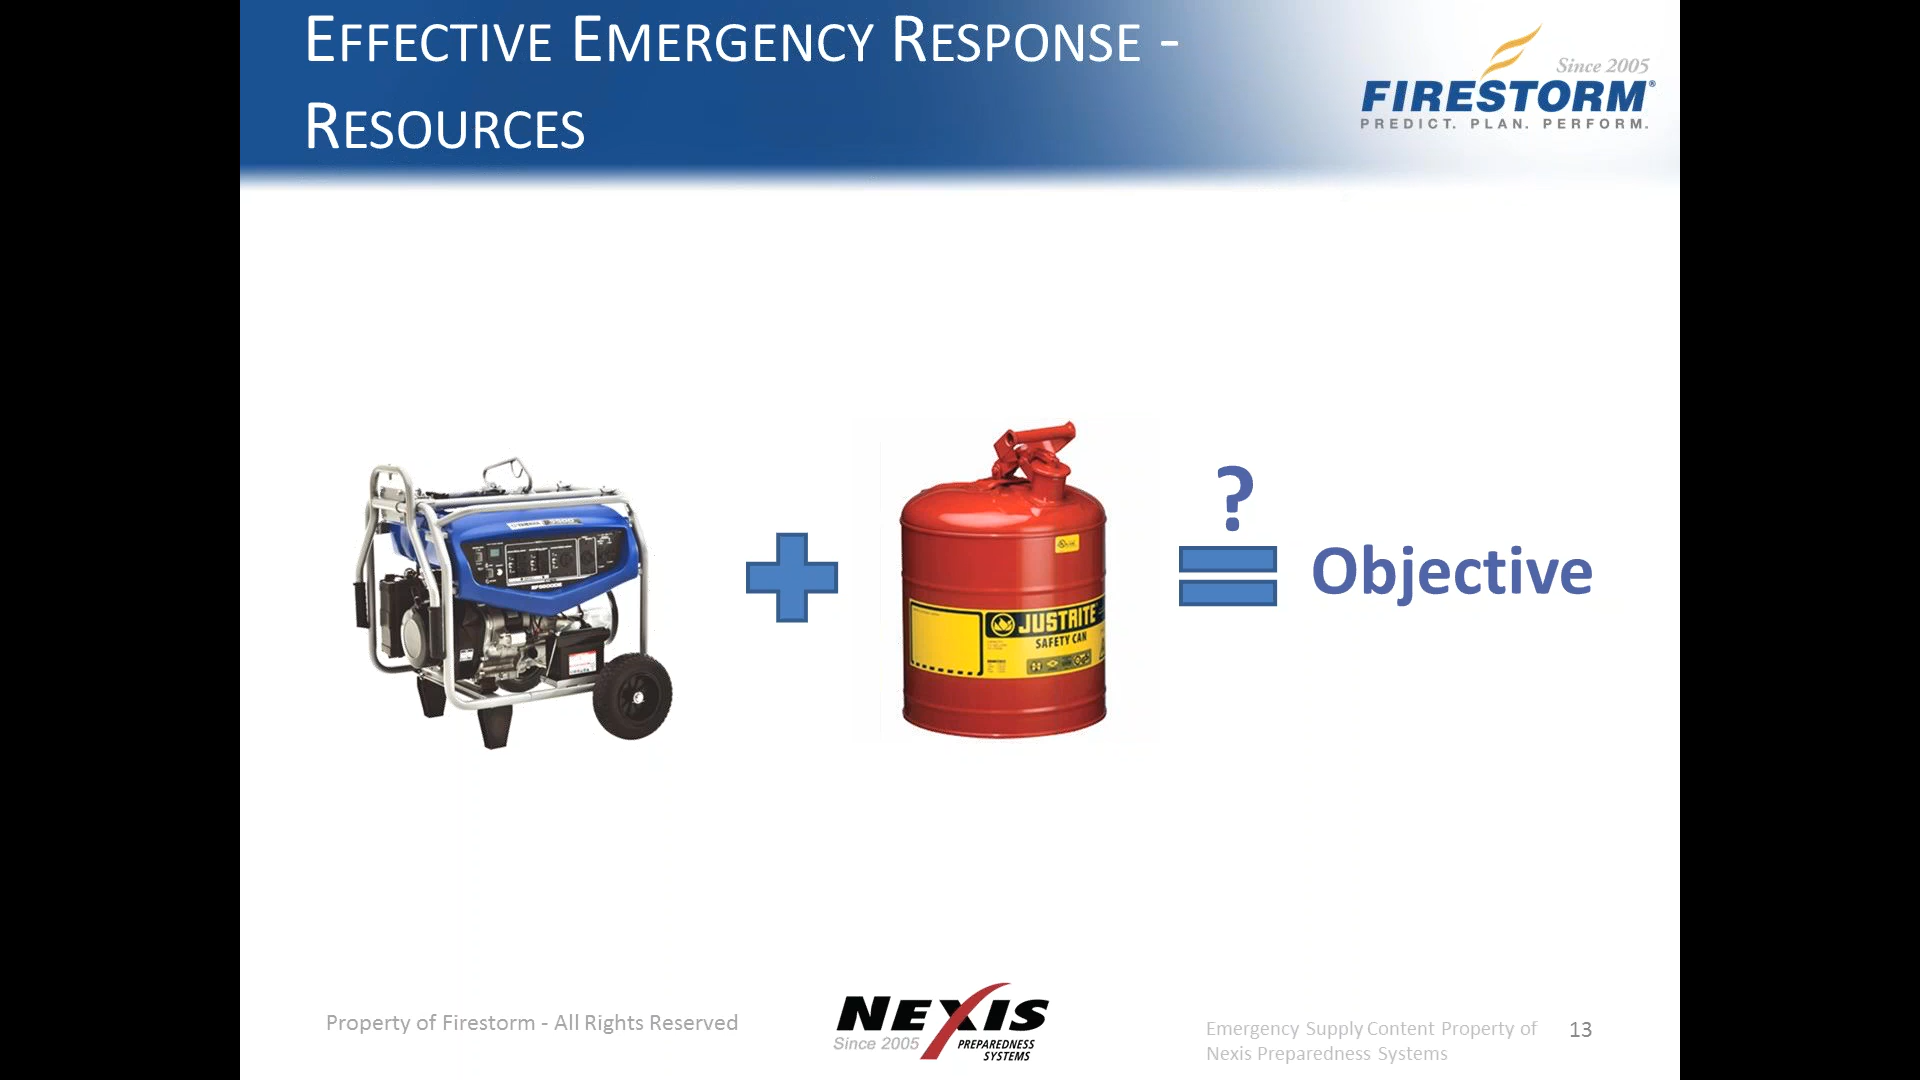 EFFECTIVE EMERGENCY RESPONSE -
RESOURCES
Since 2005
FIRESTORM®
PREDICT. PLAN. PERFORM.
?
Objective
JUSTRITE
SAFETY CAN
Property of Firestorm - All Rights Reserved
NEXIS
Since 2005
PREPAREDNESS
SYSTEMS
Emergency Supply Content Property of
Nexis Preparedness Systems
13